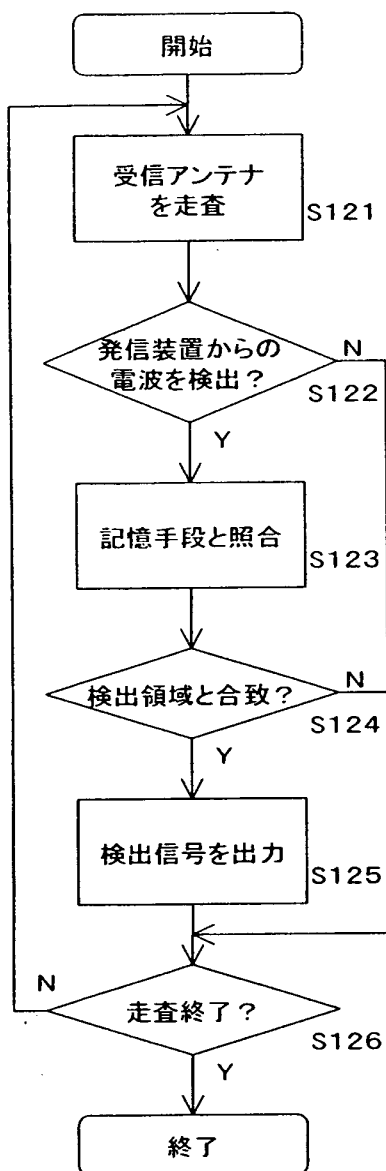 開始
受信アンテナ
を走査
S121
発信装置からの
電波を検出？
N
S122
Y
記憶手段と照合
S123
検出領域と合致？
N
S124
Y
検出信号を出力
S125
N
走査終了？
S126
Y
終了